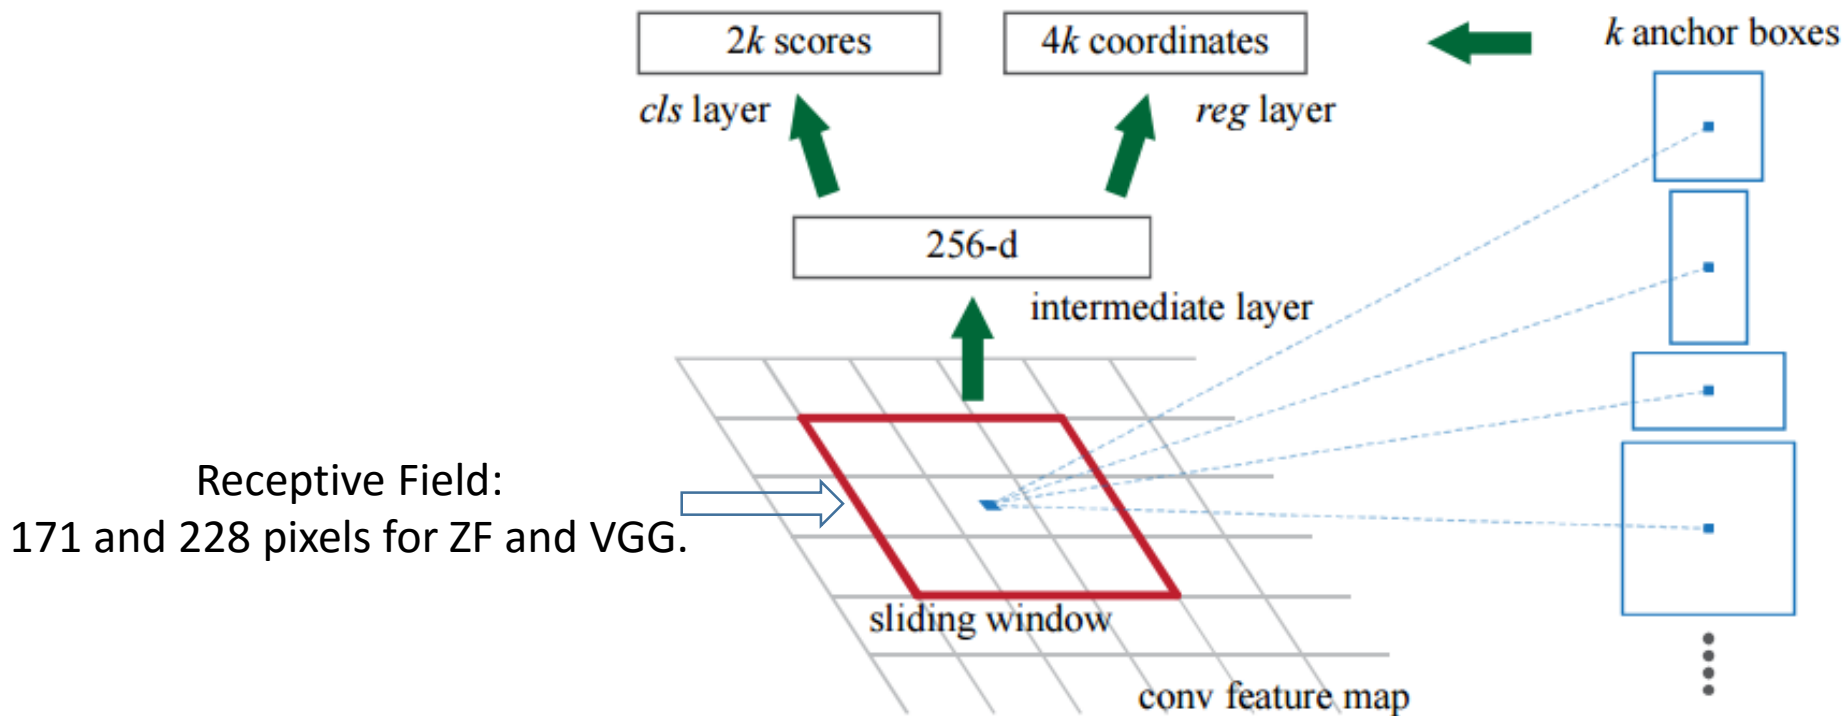 2k scores
4k coordinates
k anchor boxes
cls layer
reg layer
256-d
intermediate layer
Receptive Field:
171 and 228 pixels for ZF and VGG.
sliding window
conv feature map